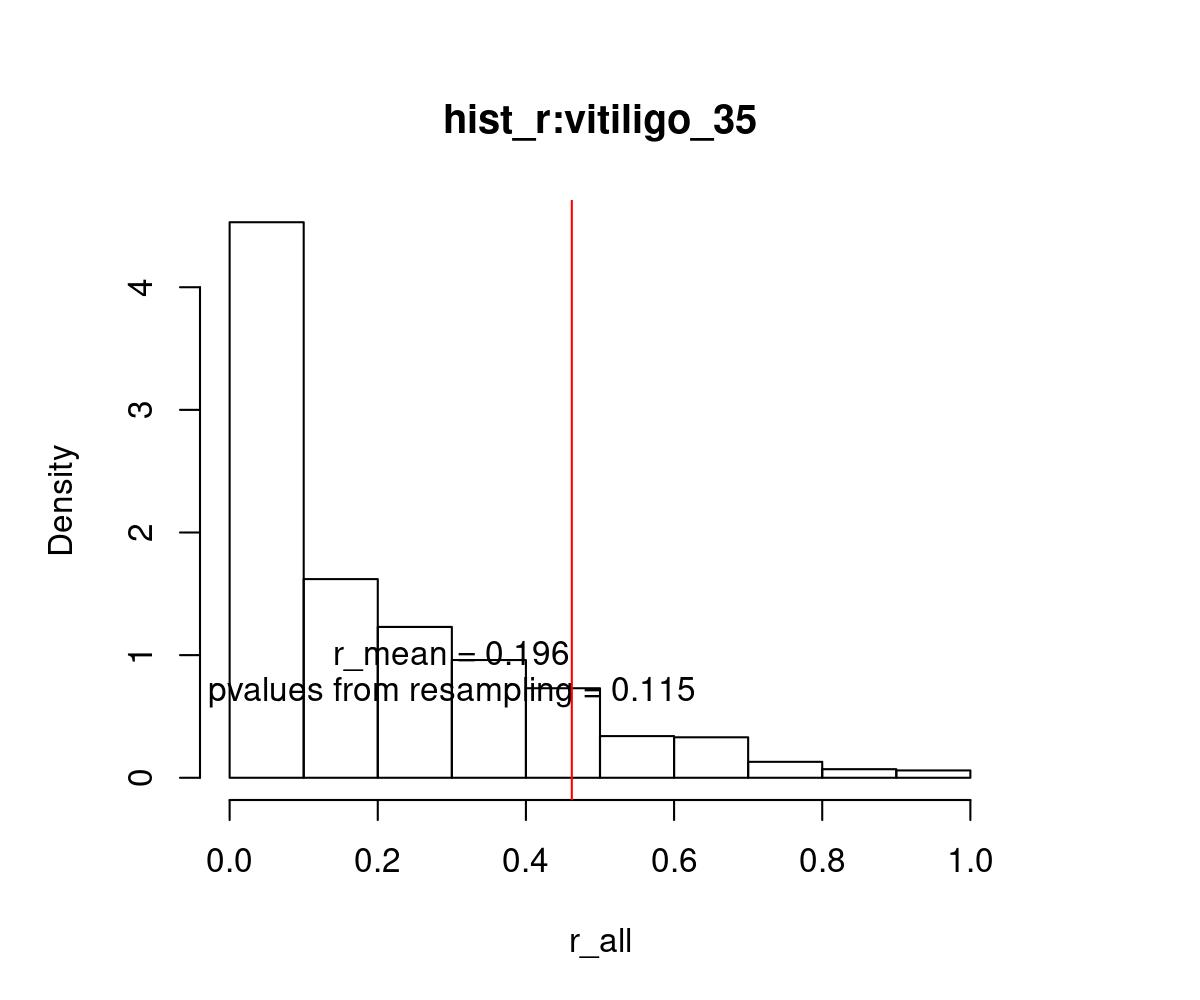 hist_r:vitiligo_35
Density
4
3
2
1
0
r_mean = 0.196
pvalues from resampling = 0.115
0.0 0.2 0.4 0.6 0.8 1.0
r_all